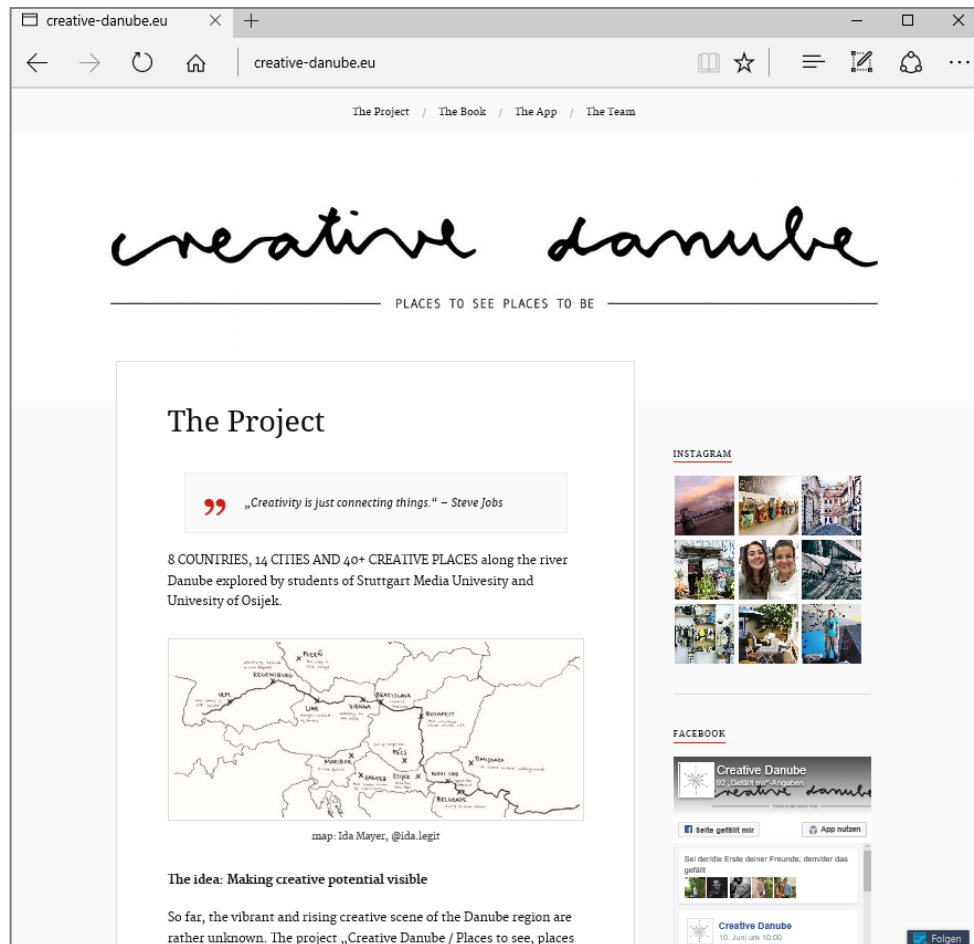 creative-danube.eu
creative-danube.eu
The Project / The Book / The App / The Team
creative danube
PLACES TO SEE PLACES TO BE
The Project
„Creativity is just connecting things.“ – Steve Jobs
8 COUNTRIES, 14 CITIES AND 40+ CREATIVE PLACES along the river
Danube explored by students of Stuttgart Media Univesity and
Univesity of Osijek.
PLZEŇ
REGENSBURG
ULM
LINZ
VIENNA
BRATISLAVA
BUDAPEST
MARIBOR
PÉCS
ZAGREB
OSIJEK
NOVI SAD
TIMIȘOARA
BELGRADE
map: Ida Mayer, @ida.legit
The idea: Making creative potential visible
So far, the vibrant and rising creative scene of the Danube region are
rather unknown. The project „Creative Danube / Places to see, places
INSTAGRAM
FACEBOOK
Creative Danube
92 „Gefällt mir“-Angaben
creative danube
Seite gefällt mir
App nutzen
Sei der/die Erste deiner Freunde, dem/der das
gefällt
Creative Danube
10. Juni um 10:00
Folgen